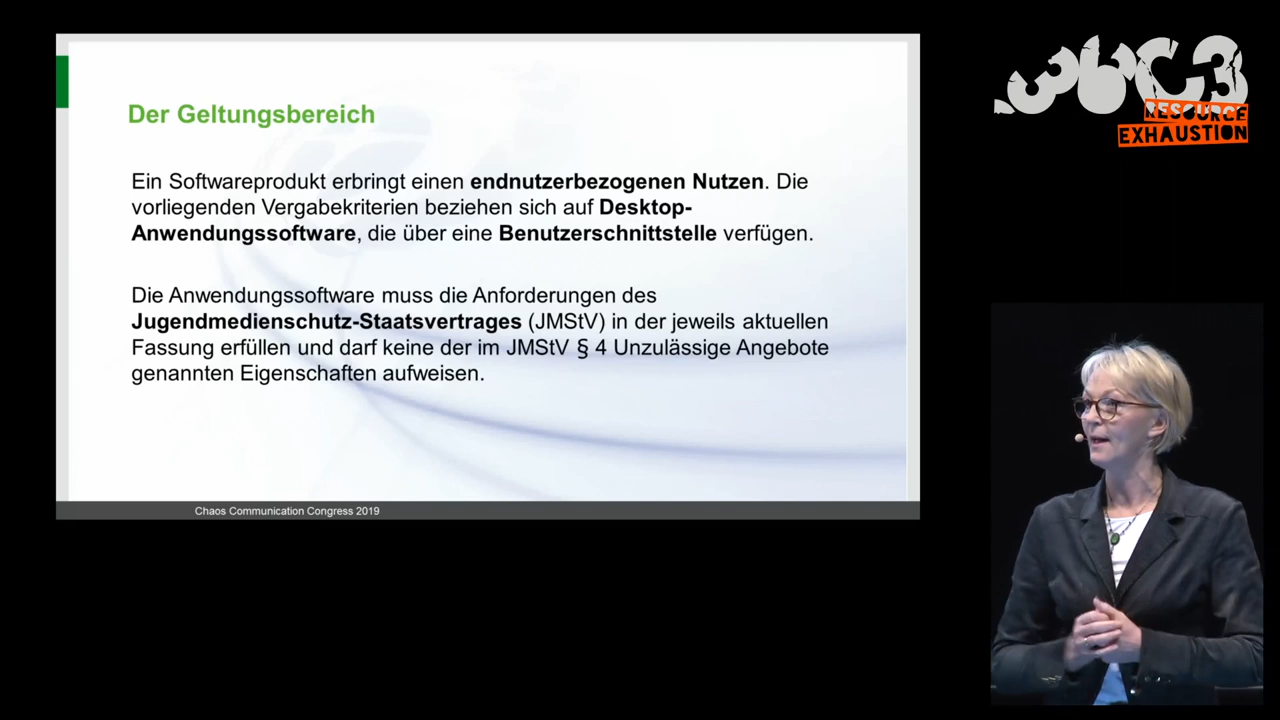 Der Geltungsbereich
Ein Softwareprodukt erbringt einen endnutzerbezogenen Nutzen. Die
vorliegenden Vergabekriterien beziehen sich auf Desktop-
Anwendungssoftware, die über eine Benutzerschnittstelle verfügen.
Die Anwendungssoftware muss die Anforderungen des
Jugendmedienschutz-Staatsvertrages (JMStV) in der jeweils aktuellen
Fassung erfüllen und darf keine der im JMStV § 4 Unzulässige Angebote
genannten Eigenschaften aufweisen.
Chaos Communication Congress 2019
36C3
RESOURCE
EXHAUSTION